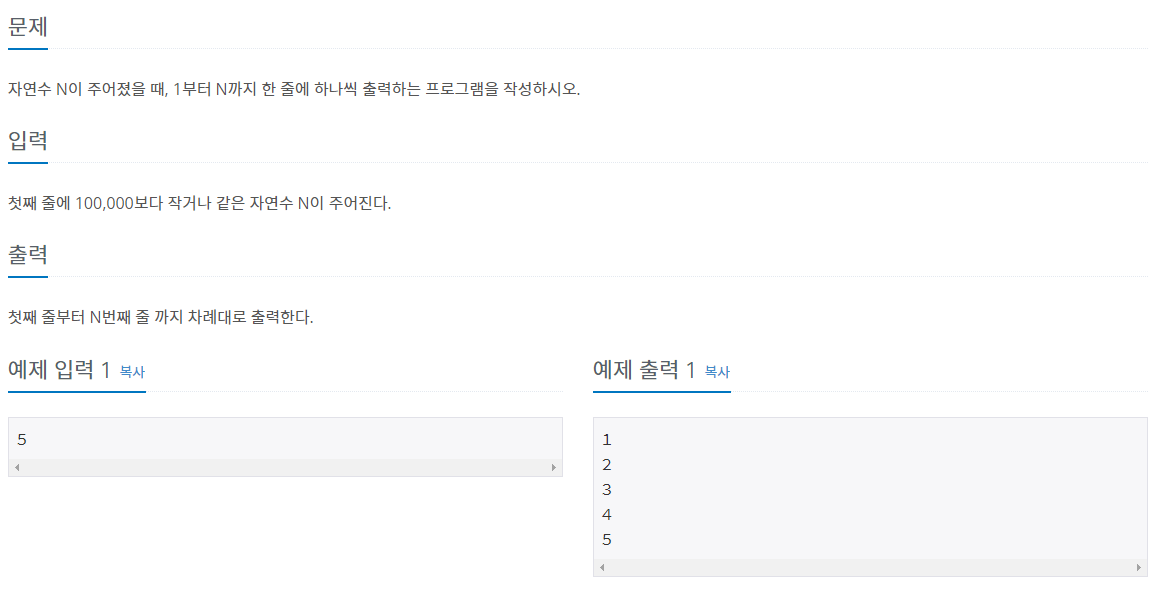 문제
자연수 N이 주어졌을 때, 1부터 N까지 한 줄에 하나씩 출력하는 프로그램을 작성하시오.
입력
첫째 줄에 100,000보다 작거나 같은 자연수 N이 주어진다.
출력
첫째 줄부터 N번째 줄 까지 차례대로 출력한다.
예제 입력 1 복사
5
예제 출력 1 복사
1
2
3
4
5